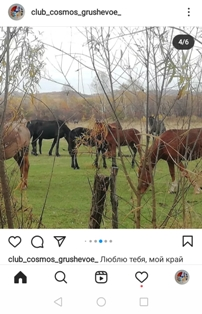 club_cosmos_grushevoe_
4/6
club_cosmos_grushevoe_ Люблю тебя, мой край